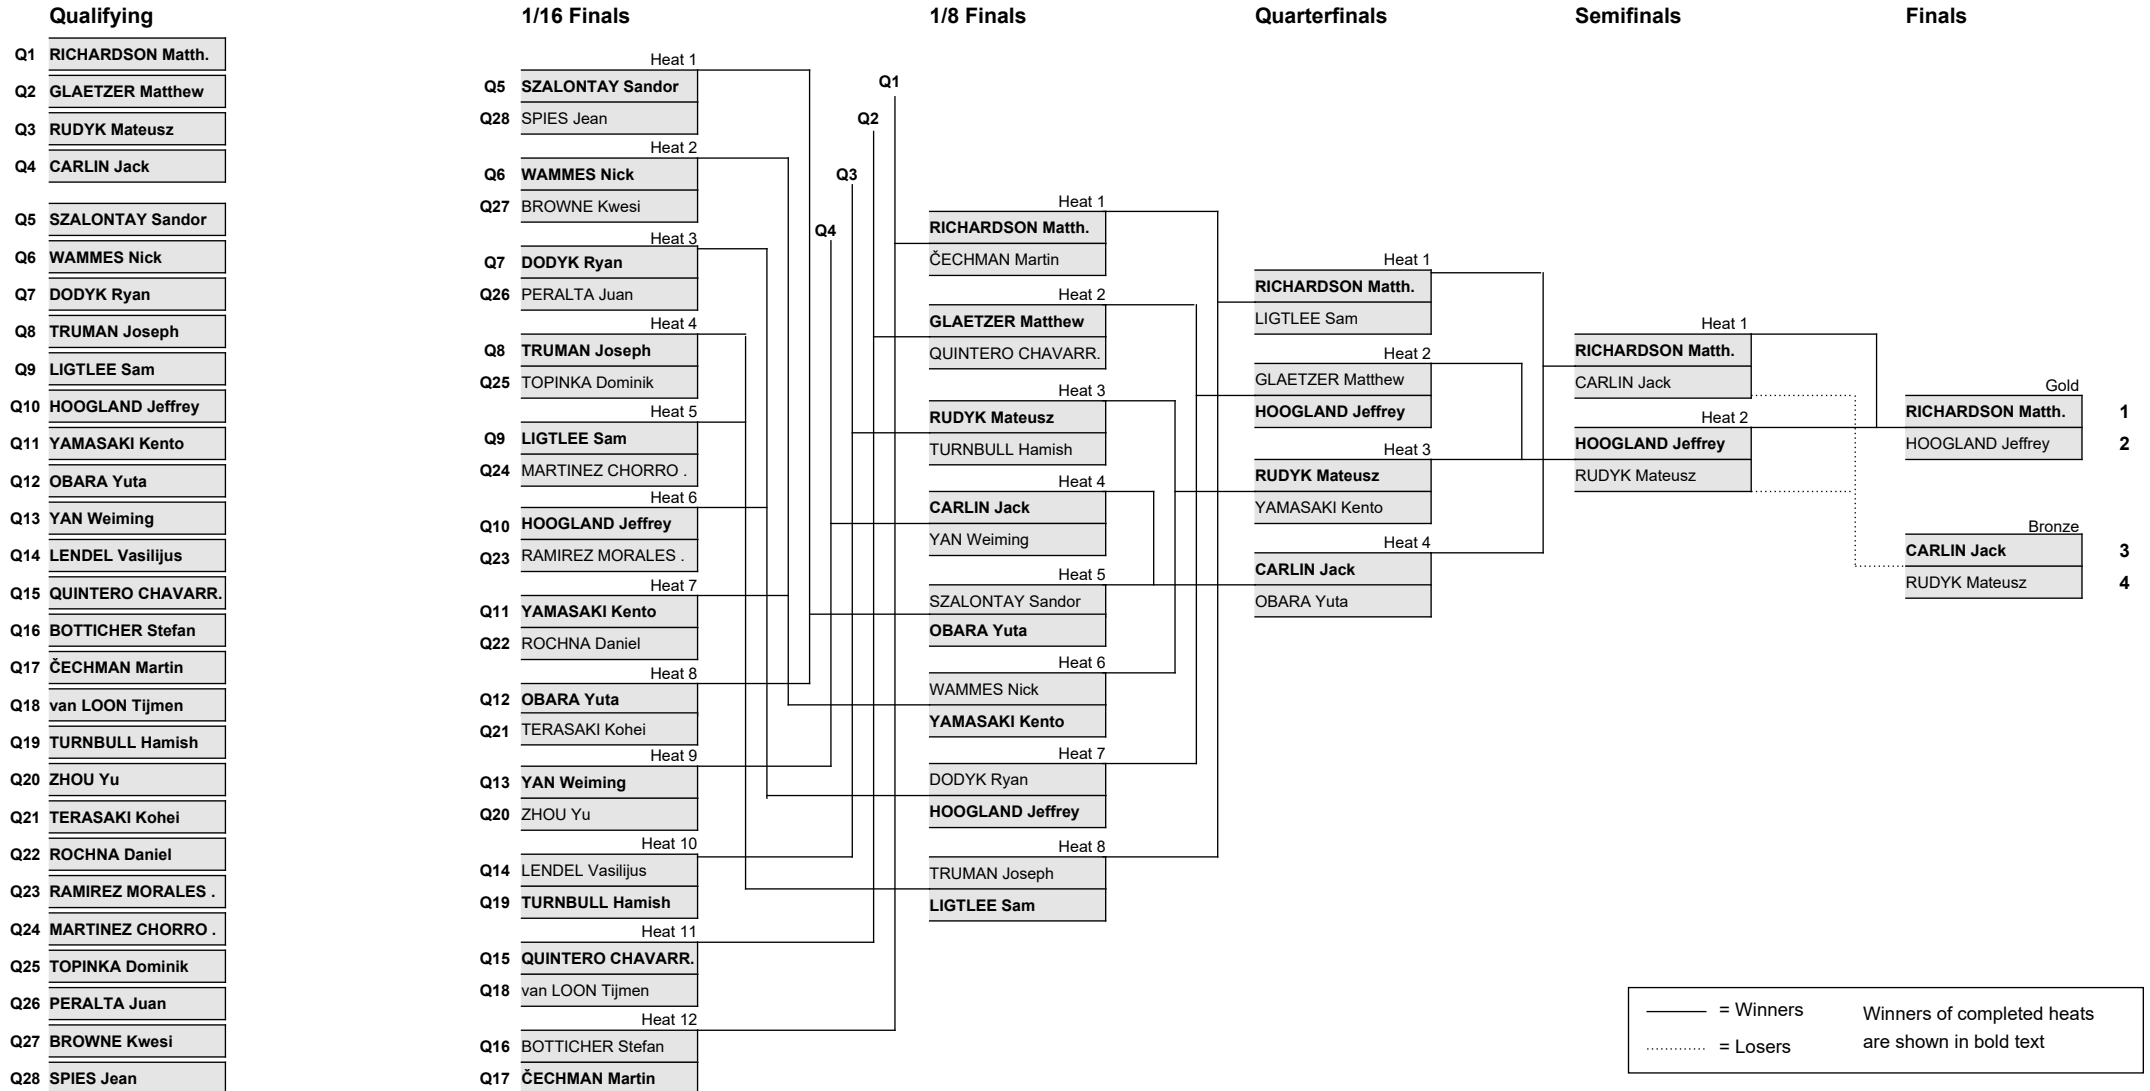 Qualifying
1/16 Finals
1/8 Finals
Quarterfinals
Semifinals
Finals
Q1 RICHARDSON Matth.
Q2 GLAETZER Matthew
Q3 RUDYK Mateusz
Q4 CARLIN Jack
Q5 SZALONTAY Sandor
Q6 WAMMES Nick
Q7 DODYK Ryan
Q8 TRUMAN Joseph
Q9 LIGTLEE Sam
Q10 HOOGLAND Jeffrey
Q11 YAMASAKI Kento
Q12 OBARA Yuta
Q13 YAN Weiming
Q14 LENDEL Vasilijus
Q15 QUINTERO CHAVARR.
Q16 BOTTICHER Stefan
Q17 ČECHMAN Martin
Q18 van LOON Tijmen
Q19 TURNBULL Hamish
Q20 ZHOU Yu
Q21 TERASAKI Kohei
Q22 ROCHNA Daniel
Q23 RAMIREZ MORALES .
Q24 MARTINEZ CHORRO .
Q25 TOPINKA Dominik
Q26 PERALTA Juan
Q27 BROWNE Kwesi
Q28 SPIES Jean
Heat 1
Q5 SZALONTAY Sandor
Q28 SPIES Jean
Heat 2
Q6 WAMMES Nick
Q27 BROWNE Kwesi
Heat 3
Q7 DODYK Ryan
Q26 PERALTA Juan
Heat 4
Q8 TRUMAN Joseph
Q25 TOPINKA Dominik
Heat 5
Q9 LIGTLEE Sam
Q24 MARTINEZ CHORRO .
Heat 6
Q10 HOOGLAND Jeffrey
Q23 RAMIREZ MORALES .
Heat 7
Q11 YAMASAKI Kento
Q22 ROCHNA Daniel
Heat 8
Q12 OBARA Yuta
Q21 TERASAKI Kohei
Heat 9
Q13 YAN Weiming
Q20 ZHOU Yu
Heat 10
Q14 LENDEL Vasilijus
Q19 TURNBULL Hamish
Heat 11
Q15 QUINTERO CHAVARR.
Q18 van LOON Tijmen
Heat 12
Q16 BOTTICHER Stefan
Q17 ČECHMAN Martin
Q1
Q2
Q3
Q4
Heat 1
RICHARDSON Matth.
ČECHMAN Martin
Heat 2
GLAETZER Matthew
QUINTERO CHAVARR.
Heat 3
RUDYK Mateusz
TURNBULL Hamish
Heat 4
CARLIN Jack
YAN Weiming
Heat 5
SZALONTAY Sandor
OBARA Yuta
Heat 6
WAMMES Nick
YAMASAKI Kento
Heat 7
DODYK Ryan
HOOGLAND Jeffrey
Heat 8
TRUMAN Joseph
LIGTLEE Sam
Heat 1
RICHARDSON Matth.
LIGTLEE Sam
Heat 2
GLAETZER Matthew
HOOGLAND Jeffrey
Heat 3
RUDYK Mateusz
YAMASAKI Kento
Heat 4
CARLIN Jack
OBARA Yuta
Heat 1
RICHARDSON Matth.
CARLIN Jack
Heat 2
HOOGLAND Jeffrey
RUDYK Mateusz
Gold
RICHARDSON Matth. 1
HOOGLAND Jeffrey 2
Bronze
CARLIN Jack 3
RUDYK Mateusz 4
= Winners
= Losers
Winners of completed heats
are shown in bold text